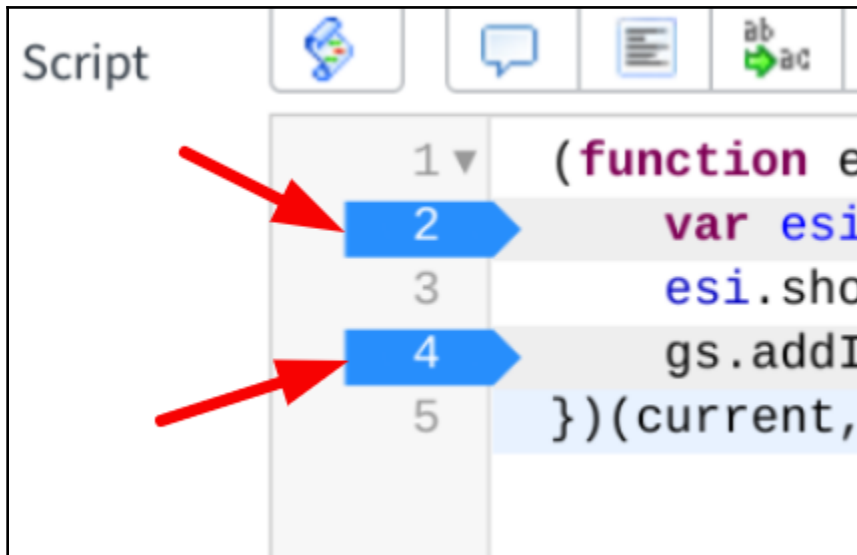 Script
ab
ac
1 (function e
2 var esi
3 esi.sho
4 gs.addI
5 })(current,